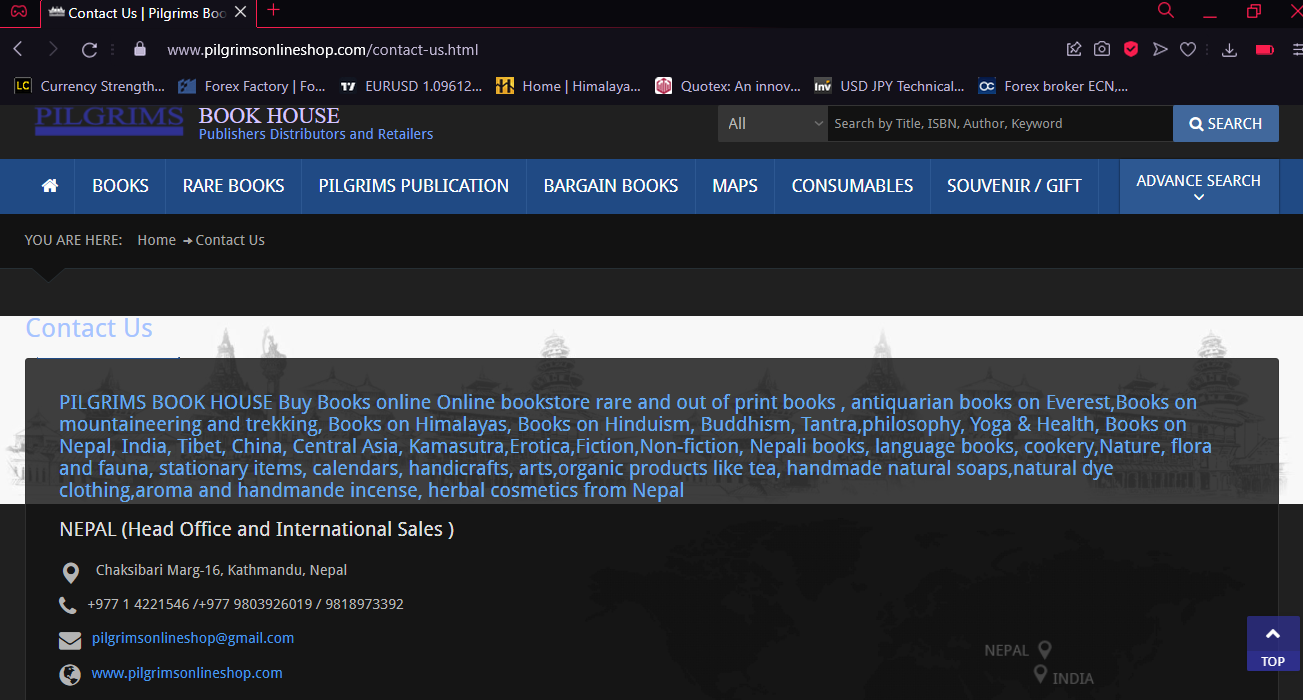 Contact Us | Pilgrims Boo
www.pilgrimsonlineshop.com/contact-us.html
LC Currency Strength... Forex Factory | Fo... EURUSD 1.09612... Home | Himalaya... Quotex: An innov... Inv USD JPY Technical... OC Forex broker ECN,...
PILGRIMS BOOK HOUSE
Publishers Distributors and Retailers
All Search by Title, ISBN, Author, Keyword SEARCH
BOOKS RARE BOOKS PILGRIMS PUBLICATION BARGAIN BOOKS MAPS CONSUMABLES SOUVENIR / GIFT ADVANCE SEARCH
YOU ARE HERE: Home Contact Us
Contact Us
PILGRIMS BOOK HOUSE Buy Books online Online bookstore rare and out of print books , antiquarian books on Everest,Books on
mountaineering and trekking, Books on Himalayas, Books on Hinduism, Buddhism, Tantra,philosophy, Yoga & Health, Books on
Nepal, India, Tibet, China, Central Asia, Kamasutra,Erotica,Fiction,Non-fiction, Nepali books, language books, cookery,Nature, flora
and fauna, stationary items, calendars, handicrafts, arts,organic products like tea, handmade natural soaps,natural dye
clothing,aroma and handmande incense, herbal cosmetics from Nepal
NEPAL (Head Office and International Sales )
Chaksibari Marg-16, Kathmandu, Nepal
+977 1 4221546 /+977 9803926019 / 9818973392
pilgrimsonlineshop@gmail.com
www.pilgrimsonlineshop.com
NEPAL
INDIA
TOP